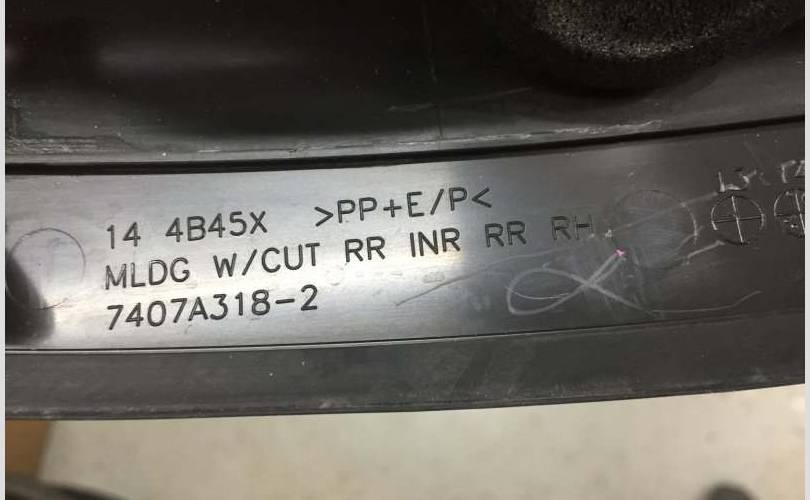 14 4B45X >PP+E/P<
MLDG W/CUT RR INR RR RH
7407A318-2